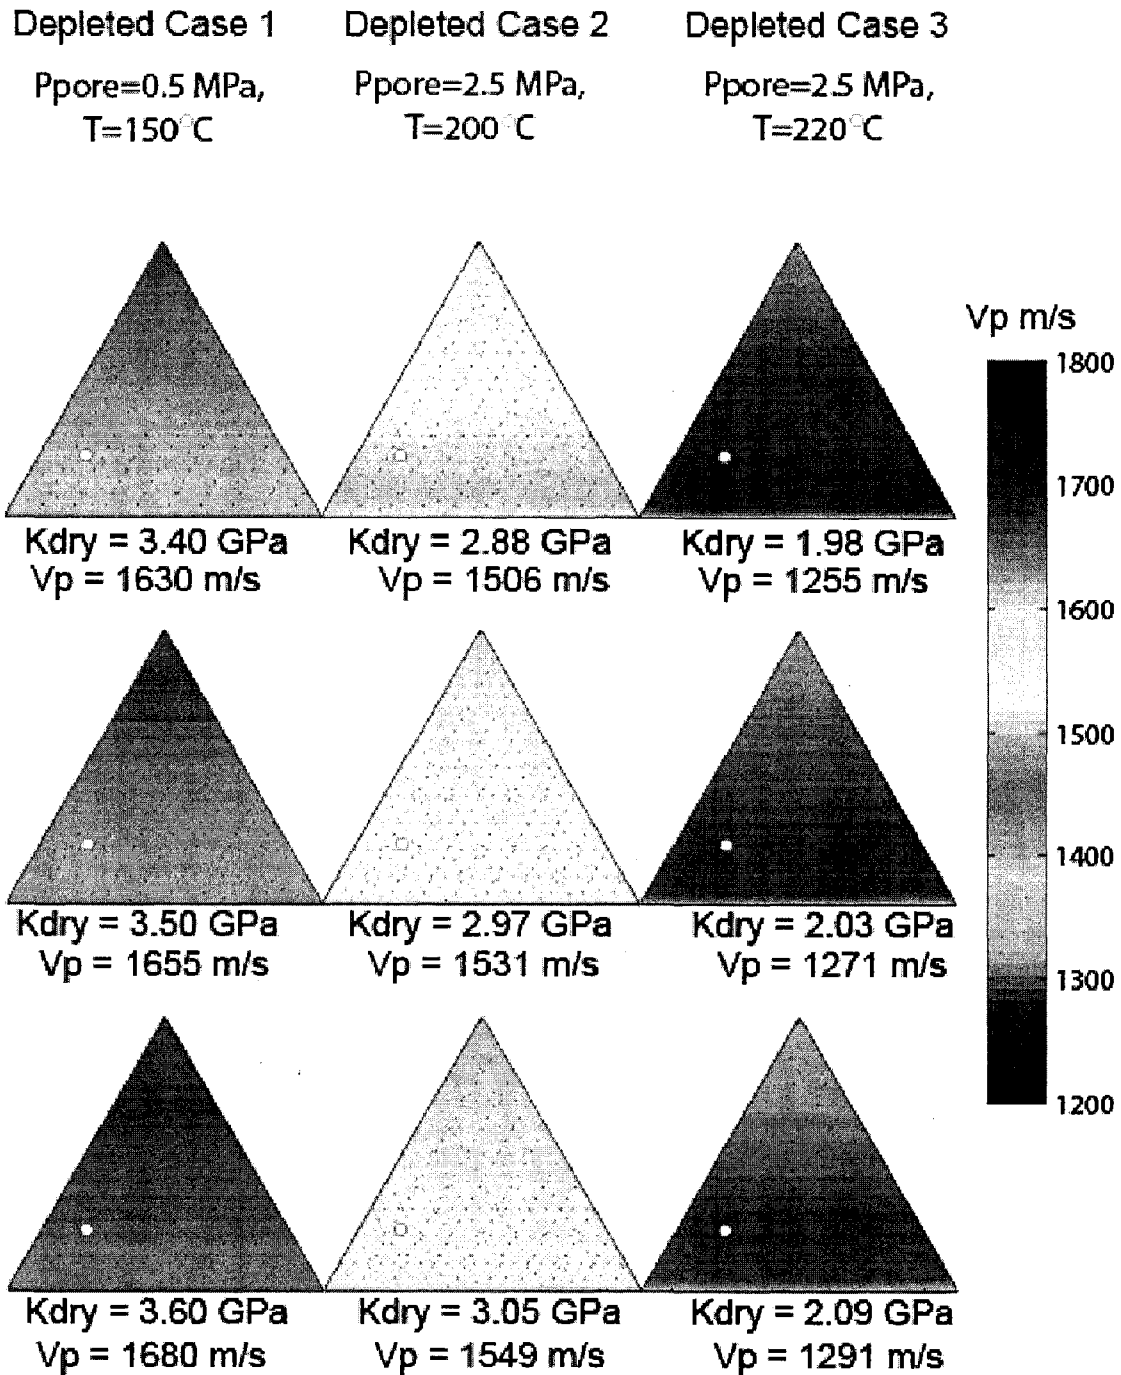 Depleted Case 1 Depleted Case 2 Depleted Case 3
Ppore=0.5 MPa, Ppore=2.5 MPa, Ppore=2.5 MPa,
T=150°C T=200°C T=220°C
Vp m/s
1800
1700
1600
1500
1400
1300
1200
Kdry = 3.40 GPa Kdry = 2.88 GPa Kdry = 1.98 GPa
Vp = 1630 m/s Vp = 1506 m/s Vp = 1255 m/s
Kdry = 3.50 GPa Kdry = 2.97 GPa Kdry = 2.03 GPa
Vp = 1655 m/s Vp = 1531 m/s Vp = 1271 m/s
Kdry = 3.60 GPa Kdry = 3.05 GPa Kdry = 2.09 GPa
Vp = 1680 m/s Vp = 1549 m/s Vp = 1291 m/s